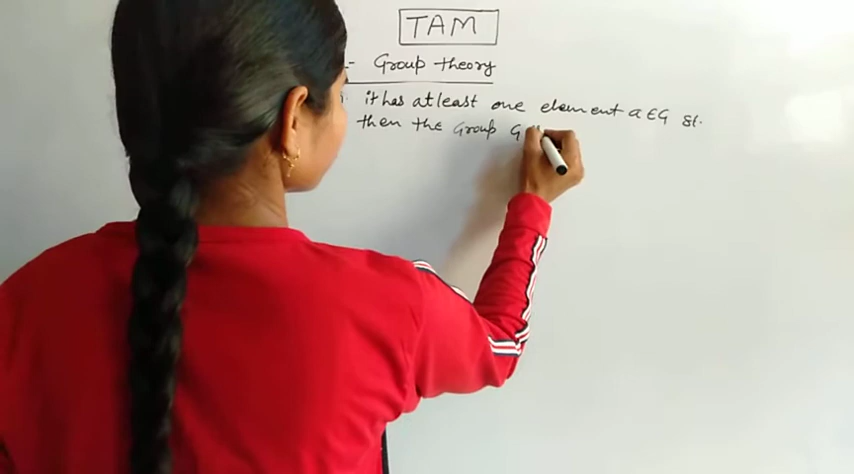 TAM
- Group theory
it has atleast one element a ∈ G st.
then the Group G